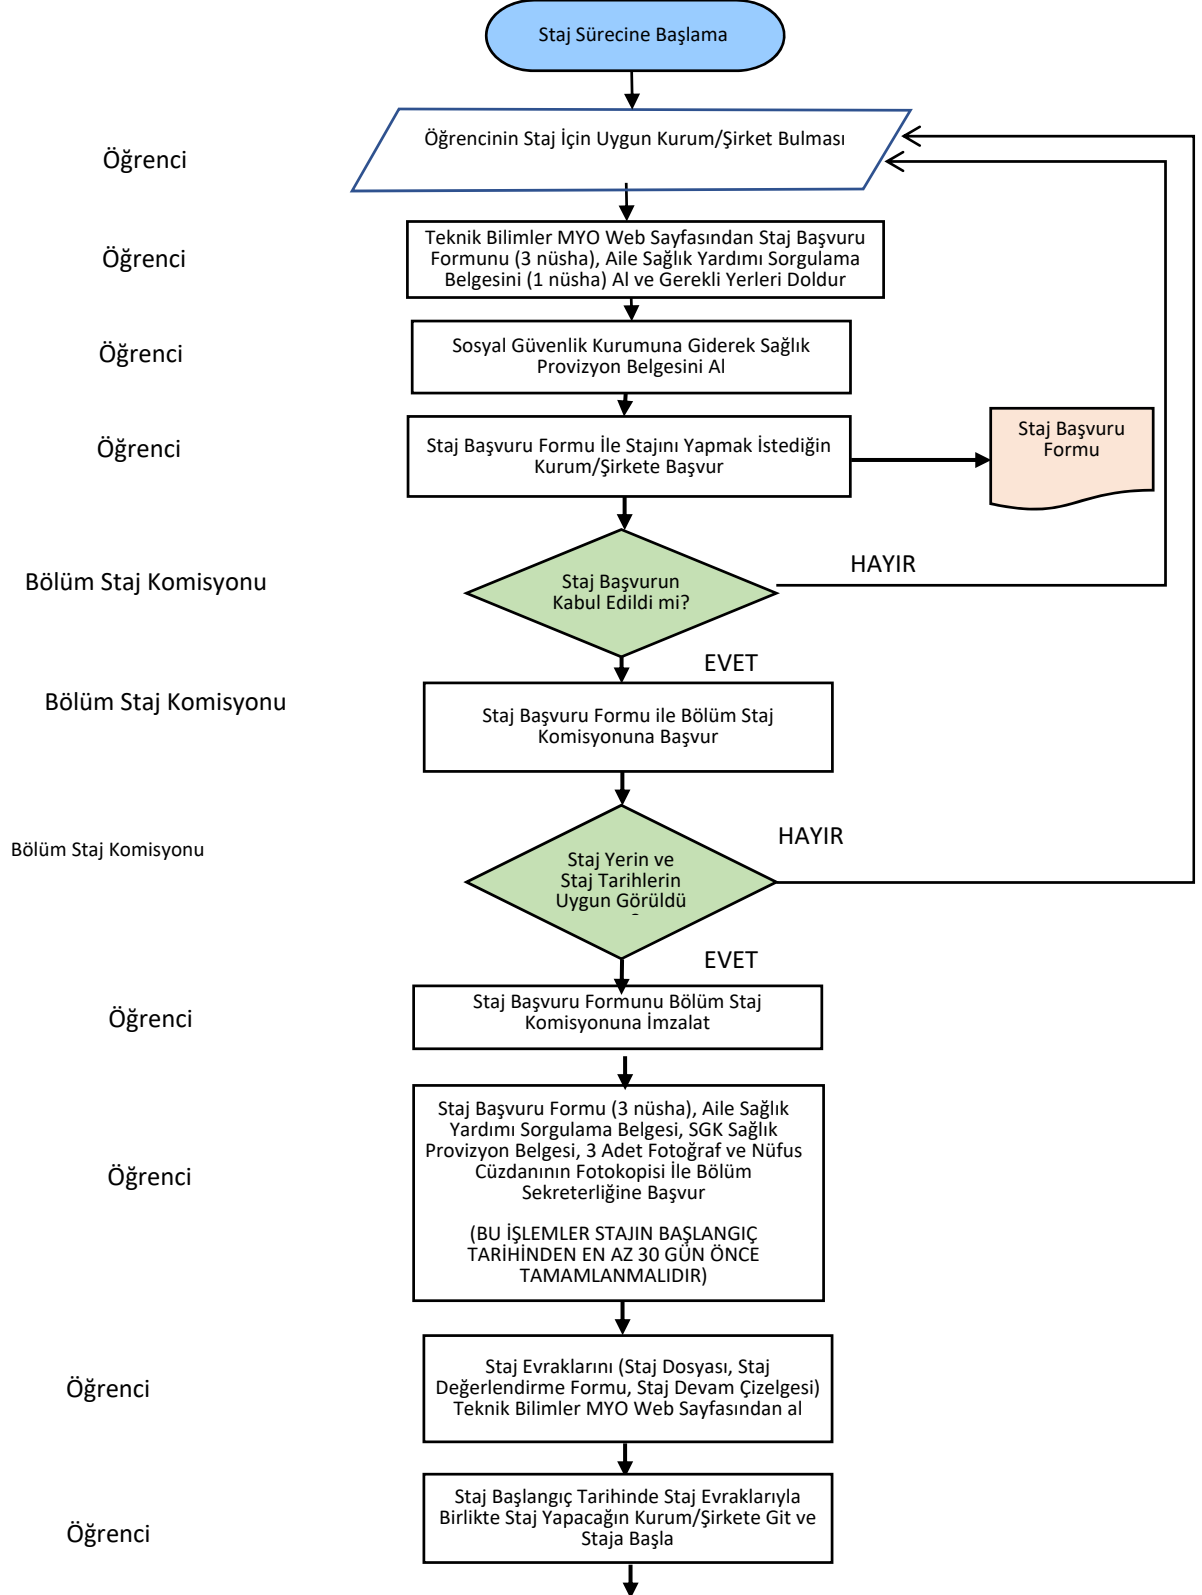 Staj Sürecine Başlama
Öğrenci
Öğrencinin Staj İçin Uygun Kurum/Şirket Bulması
Öğrenci
Teknik Bilimler MYO Web Sayfasından Staj Başvuru
Formunu (3 nüsha), Aile Sağlık Yardımı Sorgulama
Belgesini (1 nüsha) Al ve Gerekli Yerleri Doldur
Öğrenci
Sosyal Güvenlik Kurumuna Giderek Sağlık
Provizyon Belgesini Al
Öğrenci
Staj Başvuru Formu İle Stajını Yapmak İstediğin
Kurum/Şirkete Başvur
Staj Başvuru
Formu
Bölüm Staj Komisyonu
Staj Başvurun
Kabul Edildi mi?
HAYIR
EVET
Bölüm Staj Komisyonu
Staj Başvuru Formu ile Bölüm Staj
Komisyonuna Başvur
Bölüm Staj Komisyonu
Staj Yerin ve
Staj Tarihlerin
Uygun Görüldü
HAYIR
EVET
Öğrenci
Staj Başvuru Formunu Bölüm Staj
Komisyonuna İmzalat
Öğrenci
Staj Başvuru Formu (3 nüsha), Aile Sağlık
Yardımı Sorgulama Belgesi, SGK Sağlık
Provizyon Belgesi, 3 Adet Fotoğraf ve Nüfus
Cüzdanının Fotokopisi İle Bölüm
Sekreterliğine Başvur
(BU İŞLEMLER STAJIN BAŞLANGIÇ
TARİHİNDEN EN AZ 30 GÜN ÖNCE
TAMAMLANMALIDIR)
Öğrenci
Staj Evraklarını (Staj Dosyası, Staj
Değerlendirme Formu, Staj Devam Çizelgesi)
Teknik Bilimler MYO Web Sayfasından al
Öğrenci
Staj Başlangıç Tarihinde Staj Evraklarıyla
Birlikte Staj Yapacağın Kurum/Şirkete Git ve
Staja Başla